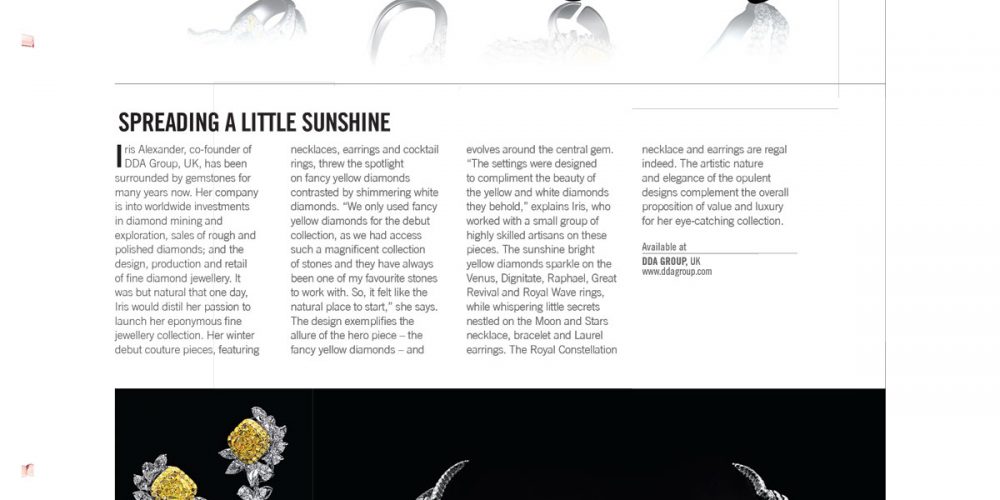 SPREADING A LITTLE SUNSHINE
Iris Alexander, co-founder of
DDA Group, UK, has been
surrounded by gemstones for
many years now. Her company
is into worldwide investments
in diamond mining and
exploration, sales of rough and
polished diamonds; and the
design, production and retail
of fine diamond jewellery. It
was but natural that one day,
Iris would distil her passion to
launch her eponymous fine
jewellery collection. Her winter
debut couture pieces, featuring
necklaces, earrings and cocktail
rings, threw the spotlight
on fancy yellow diamonds
contrasted by shimmering white
diamonds. “We only used fancy
yellow diamonds for the debut
collection, as we had access
such a magnificent collection
of stones and they have always
been one of my favourite stones
to work with. So, it felt like the
natural place to start,” she says.
The design exemplifies the
allure of the hero piece – the
fancy yellow diamonds – and
evolves around the central gem.
“The settings were designed
to compliment the beauty of
the yellow and white diamonds
they behold,” explains Iris, who
worked with a small group of
highly skilled artisans on these
pieces. The sunshine bright
yellow diamonds sparkle on the
Venus, Dignitate, Raphael, Great
Revival and Royal Wave rings,
while whispering little secrets
nestled on the Moon and Stars
necklace, bracelet and Laurel
earrings. The Royal Constellation
necklace and earrings are regal
indeed. The artistic nature
and elegance of the opulent
designs complement the overall
proposition of value and luxury
for her eye-catching collection.
Available at
DDA GROUP, UK
www.ddagroup.com